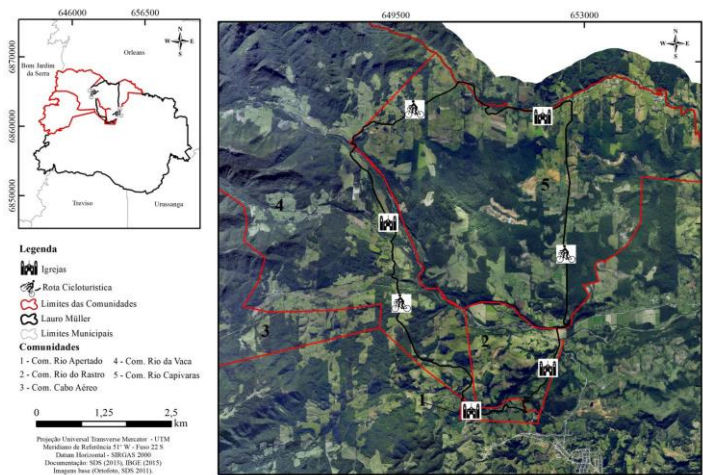 646000 656500
N
W E
S
Orleans
Bom Jardim
da Serra
6870000
6860000
6850000
Treviso
Urussanga
Legenda
Igrejas
Rota Cicloturística
Limites das Comunidades
Lauro Müller
Limites Municipais
Comunidades
1 - Com. Rio Apertado 4 - Com. Rio da Vaca
2 - Com. Rio do Rastro 5 - Com. Rio Capivaras
3 - Com. Cabo Aéreo
0 1,25 2,5
Projeção Universal Transverse Mercator - UTM
Meridiano de Referência 51° W - Fuso 22 S
Datum Horizontal - SIRGAS 2000
Documentação: SDS (2013), IBGE (2015)
Imagem base (Ortofoto, SDS 2011).
649500 653000
N
W E
S
5
4
3
2
1